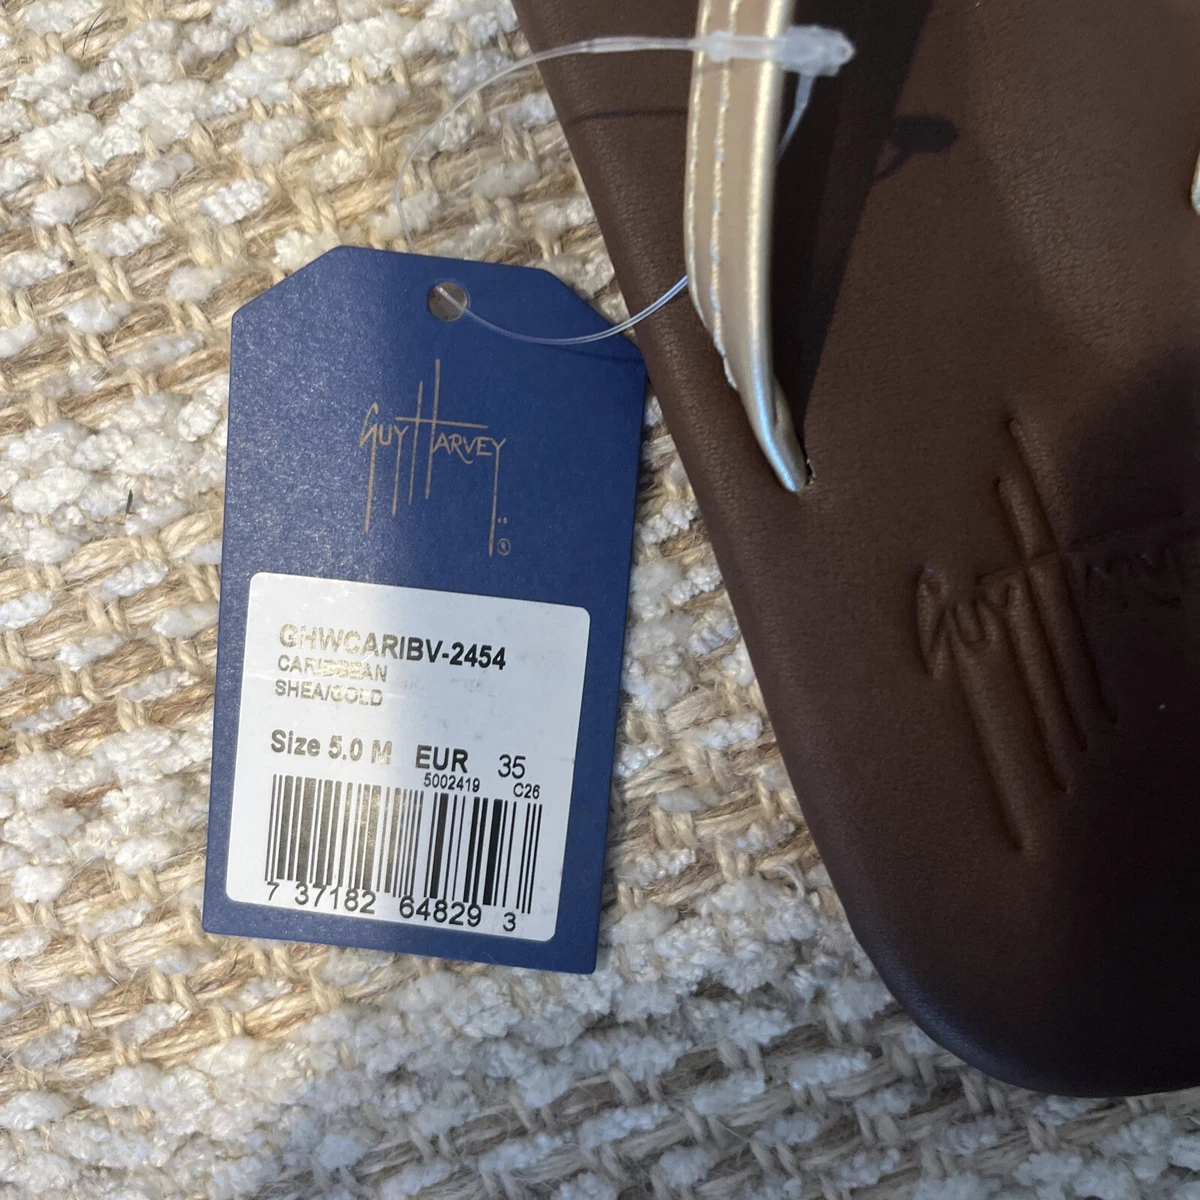 GUY HARVEY
®
GHWCARIBV-2454
CARIBBEAN
SHEA/GOLD
Size 5.0 M EUR 35
5002419 C26
7 37182 64829 3
GUY HARVEY